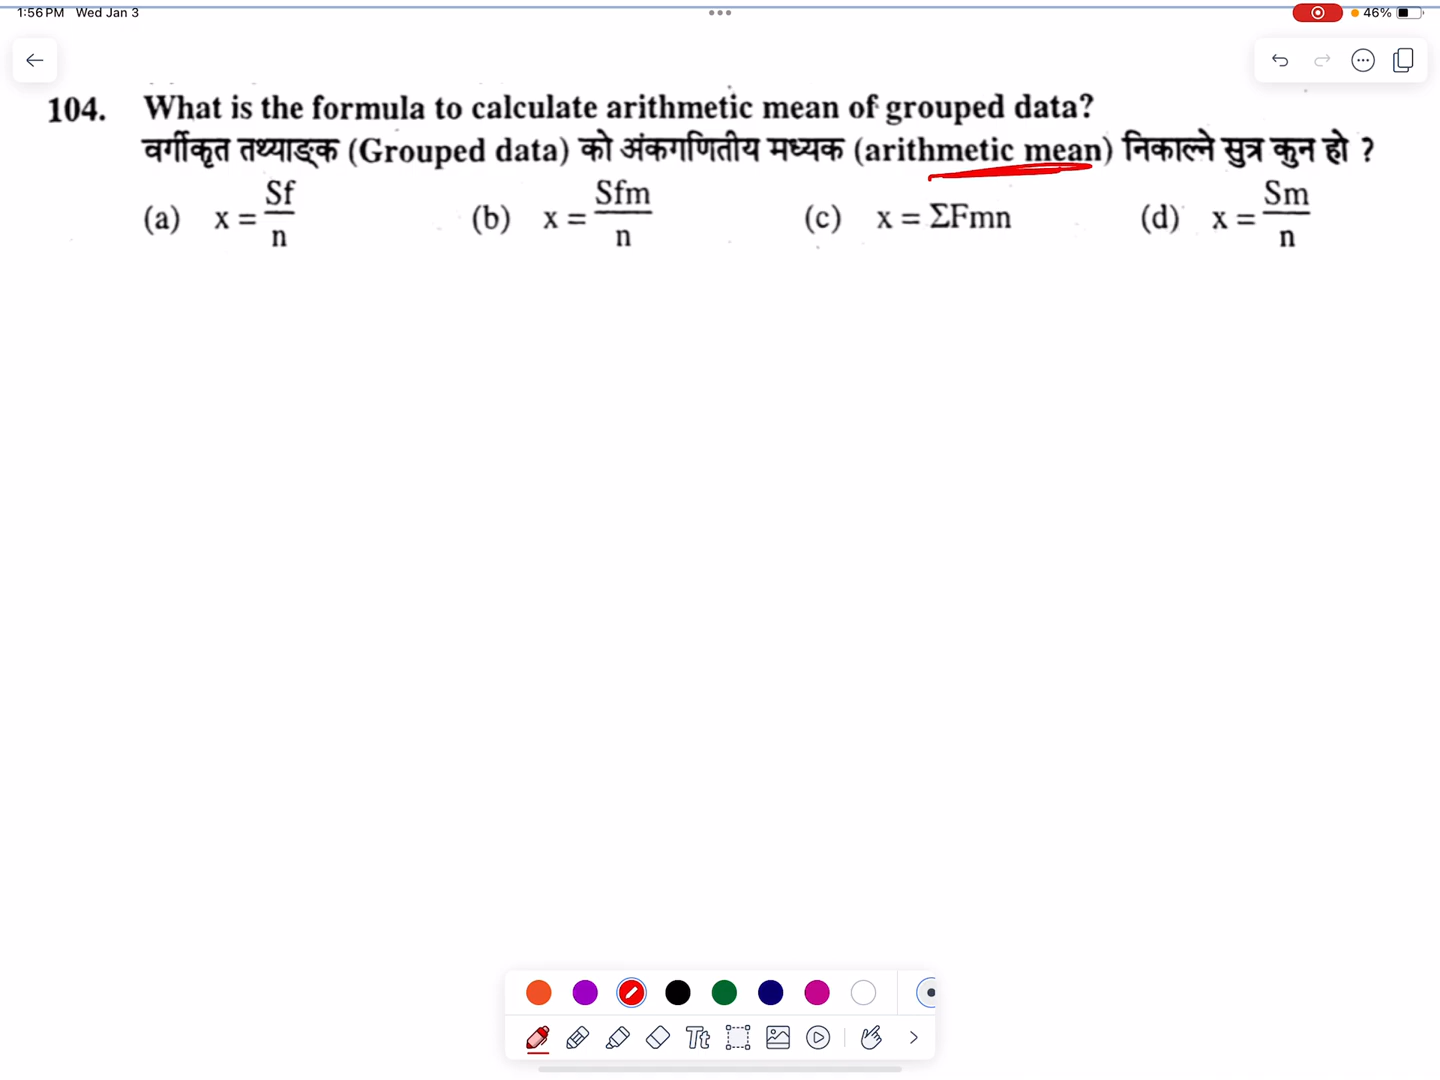 1:56 PM Wed Jan 3
46%
104. What is the formula to calculate arithmetic mean of grouped data?
वर्गीकृत तथ्याङ्क (Grouped data) को अंकगणितीय मध्यक (arithmetic mean) निकाल्ने सुत्र कुन हो ?
(a) x = Sf/n (b) x = Sfm/n (c) x = ΣFmn (d) x = Sm/n
Tt